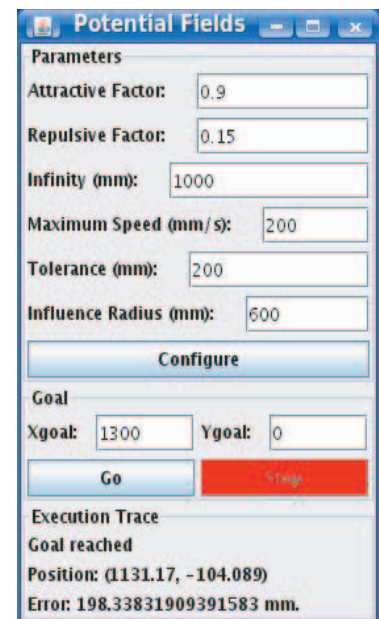 Potential Fields
Parameters
Attractive Factor: 0.9
Repulsive Factor: 0.15
Infinity (mm): 1000
Maximum Speed (mm/s): 200
Tolerance (mm): 200
Influence Radius (mm): 600
Configure
Goal
Xgoal: 1300 Ygoal: 0
Go Stop
Execution Trace
Goal reached
Position: (1131.17, -104.089)
Error: 198.33831909391583 mm.